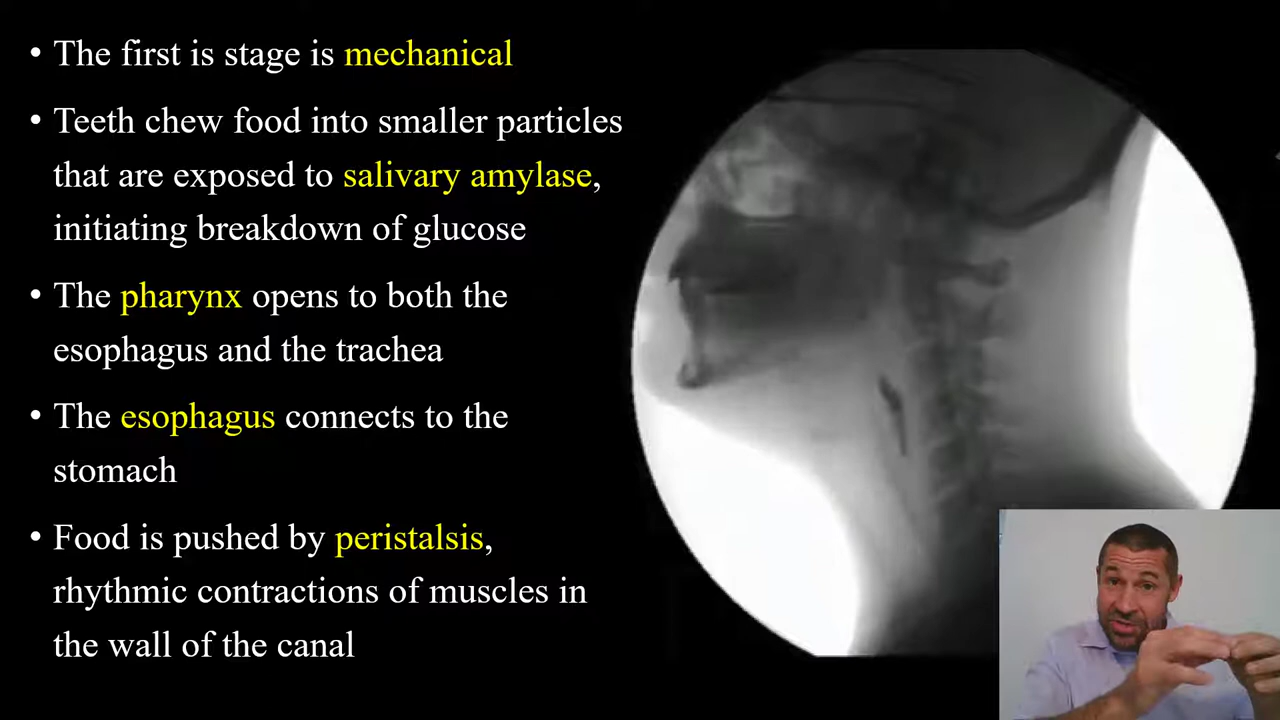 • The first is stage is mechanical
• Teeth chew food into smaller particles
that are exposed to salivary amylase,
initiating breakdown of glucose
• The pharynx opens to both the
esophagus and the trachea
• The esophagus connects to the
stomach
• Food is pushed by peristalsis,
rhythmic contractions of muscles in
the wall of the canal